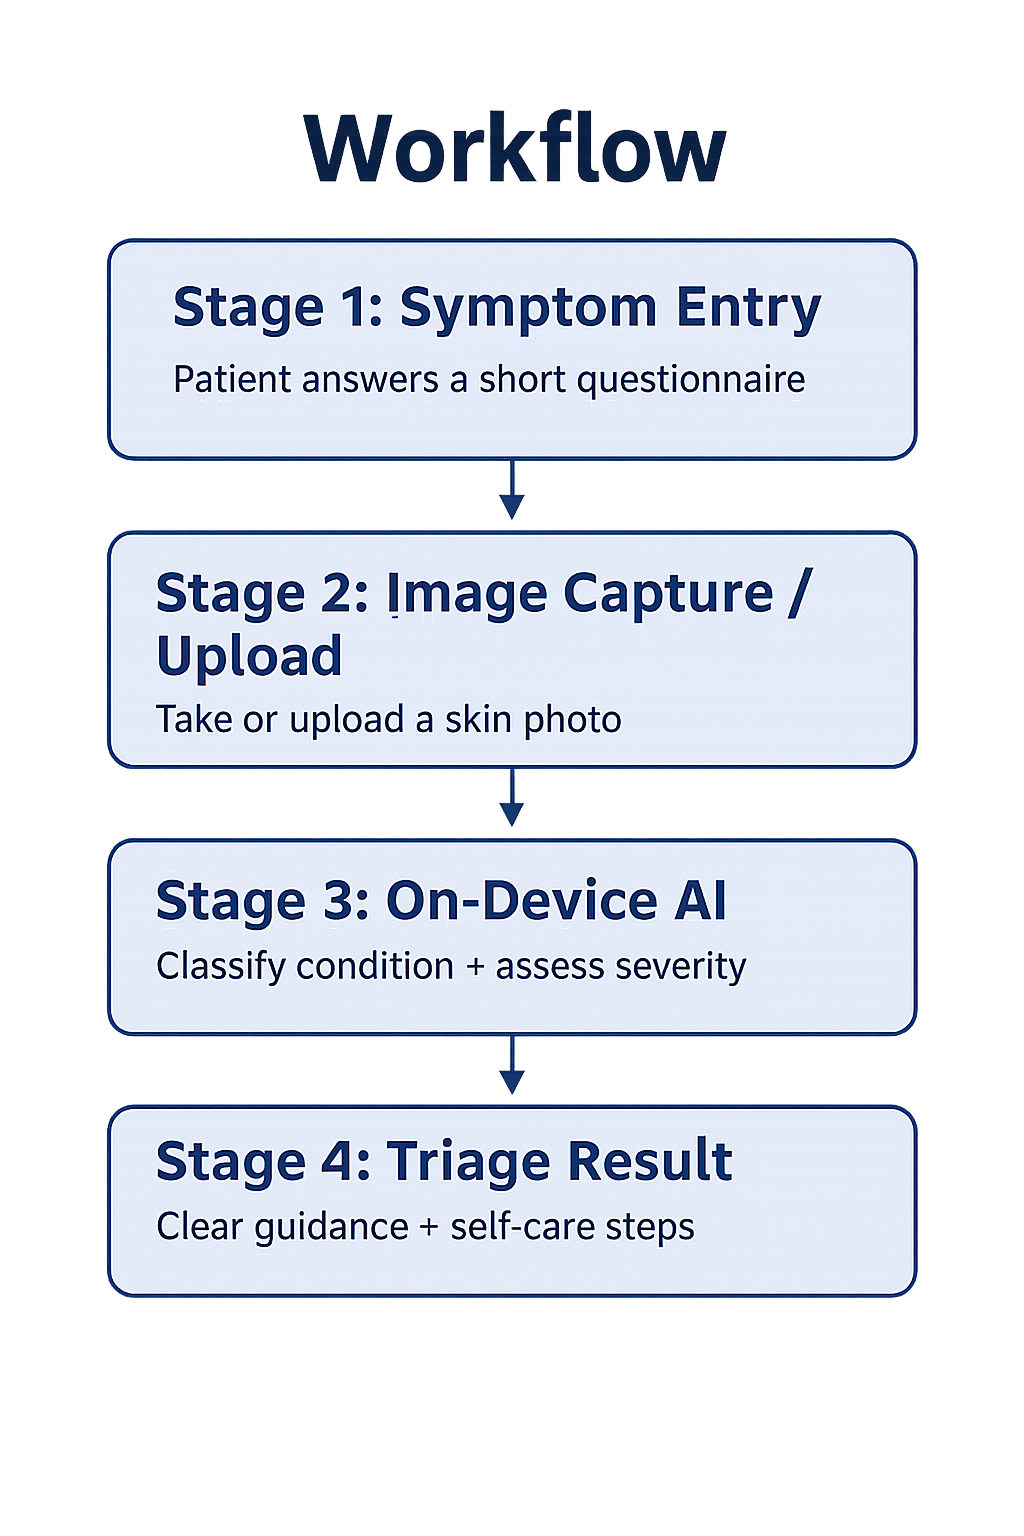 Workflow
Stage 1: Symptom Entry
Patient answers a short questionnaire
Stage 2: Image Capture /
Upload
Take or upload a skin photo
Stage 3: On-Device AI
Classify condition + assess severity
Stage 4: Triage Result
Clear guidance + self-care steps